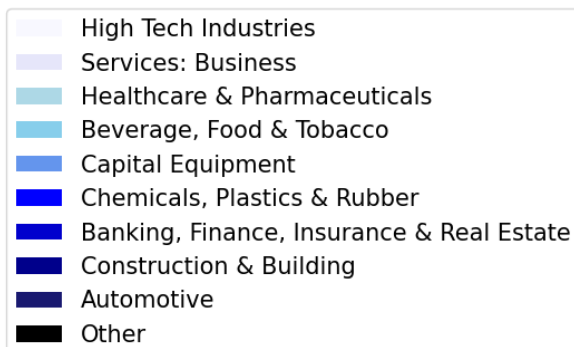 High Tech Industries
Services: Business
Healthcare & Pharmaceuticals
Beverage, Food & Tobacco
Capital Equipment
Chemicals, Plastics & Rubber
Banking, Finance, Insurance & Real Estate
Construction & Building
Automotive
Other